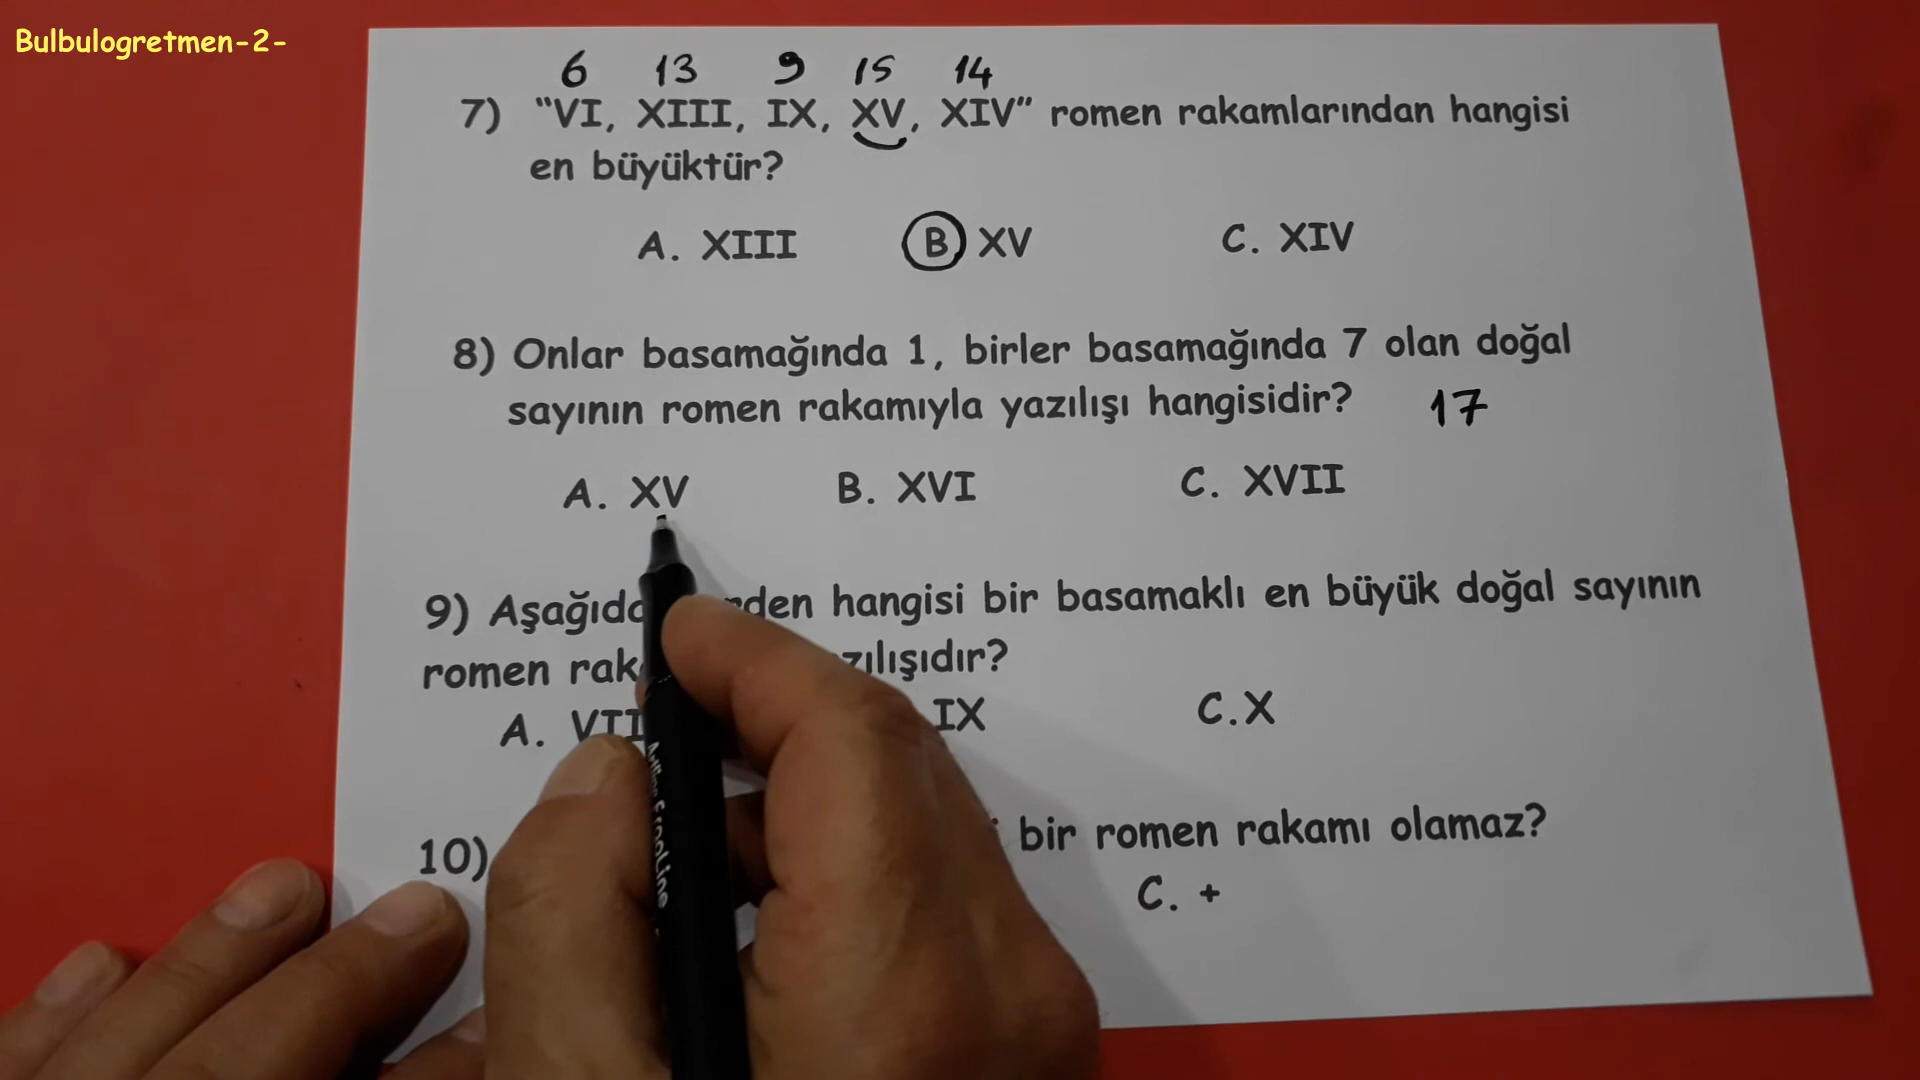 Bulbulogretmen-2-
6 13 9 15 14
7) "VI, XIII, IX, XV, XIV" romen rakamlarından hangisi
en büyüktür?
A. XIII B XV C. XIV
8) Onlar basamağında 1, birler basamağında 7 olan doğal
sayının romen rakamıyla yazılışı hangisidir? 17
A. XV B. XVI C. XVII
9) hangisi bir basamaklı en büyük doğal sayının
romen
A. IX C.X
10) bir romen rakamı olamaz?
C. +
Artline ErgoLine